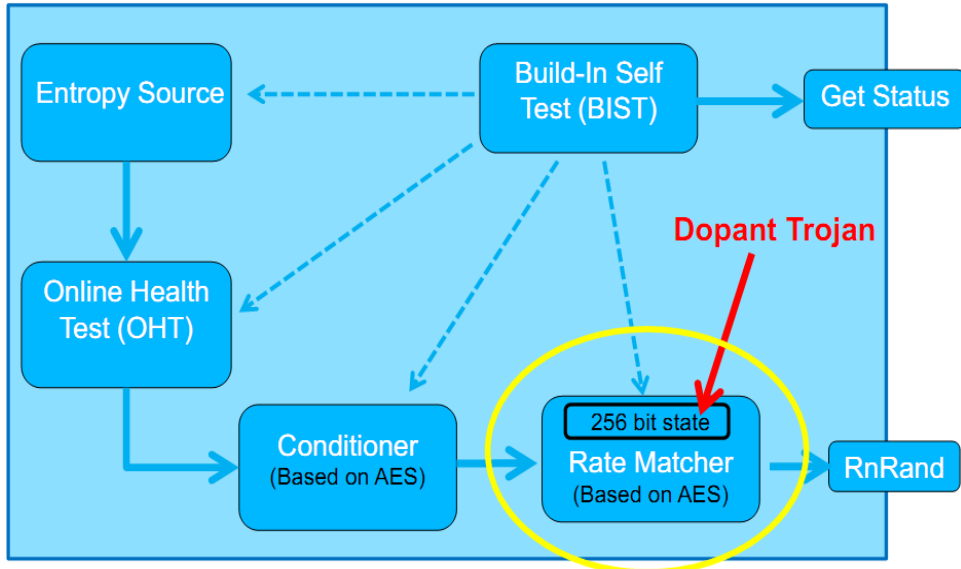 Entropy Source
Build-In Self
Test (BIST)
Get Status
Dopant Trojan
Online Health
Test (OHT)
Conditioner
(Based on AES)
256 bit state
Rate Matcher
(Based on AES)
RnRand